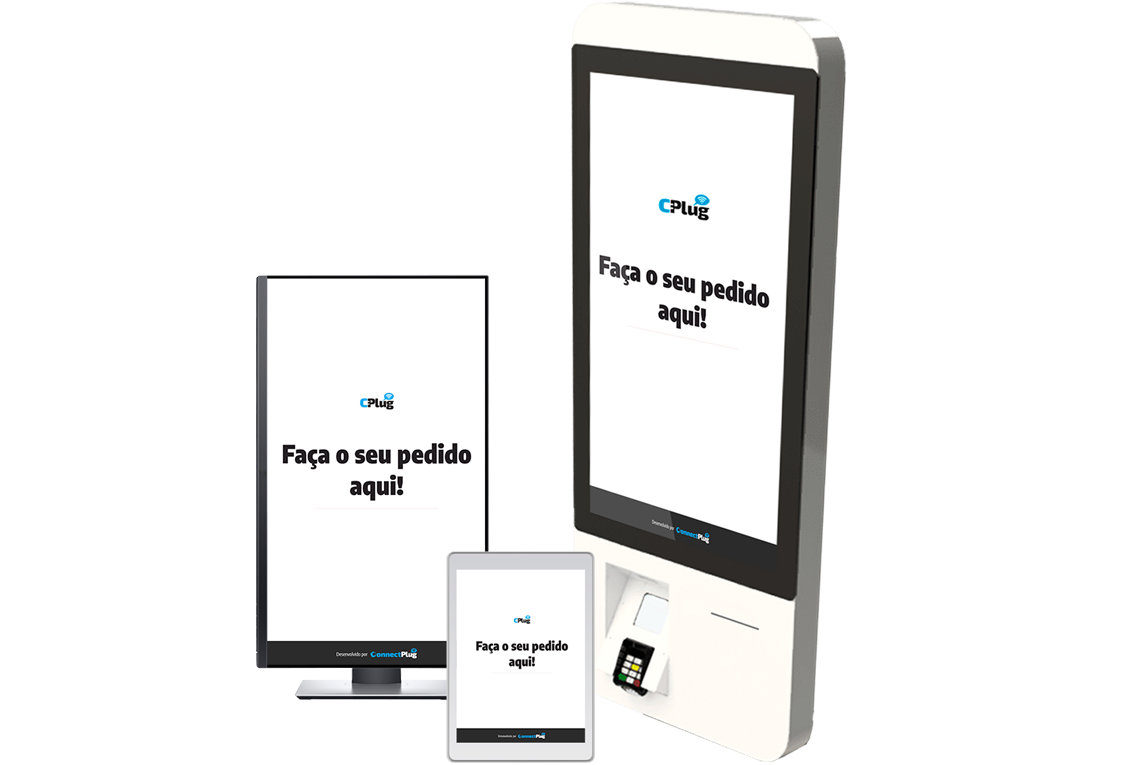 CPlug
Faça o seu pedido
aqui!
Desenvolvido por ConnectPlug
CPlug
Faça o seu pedido
aqui!
Desenvolvido por ConnectPlug
CPlug
Faça o seu pedido
aqui!
Desenvolvido por ConnectPlug